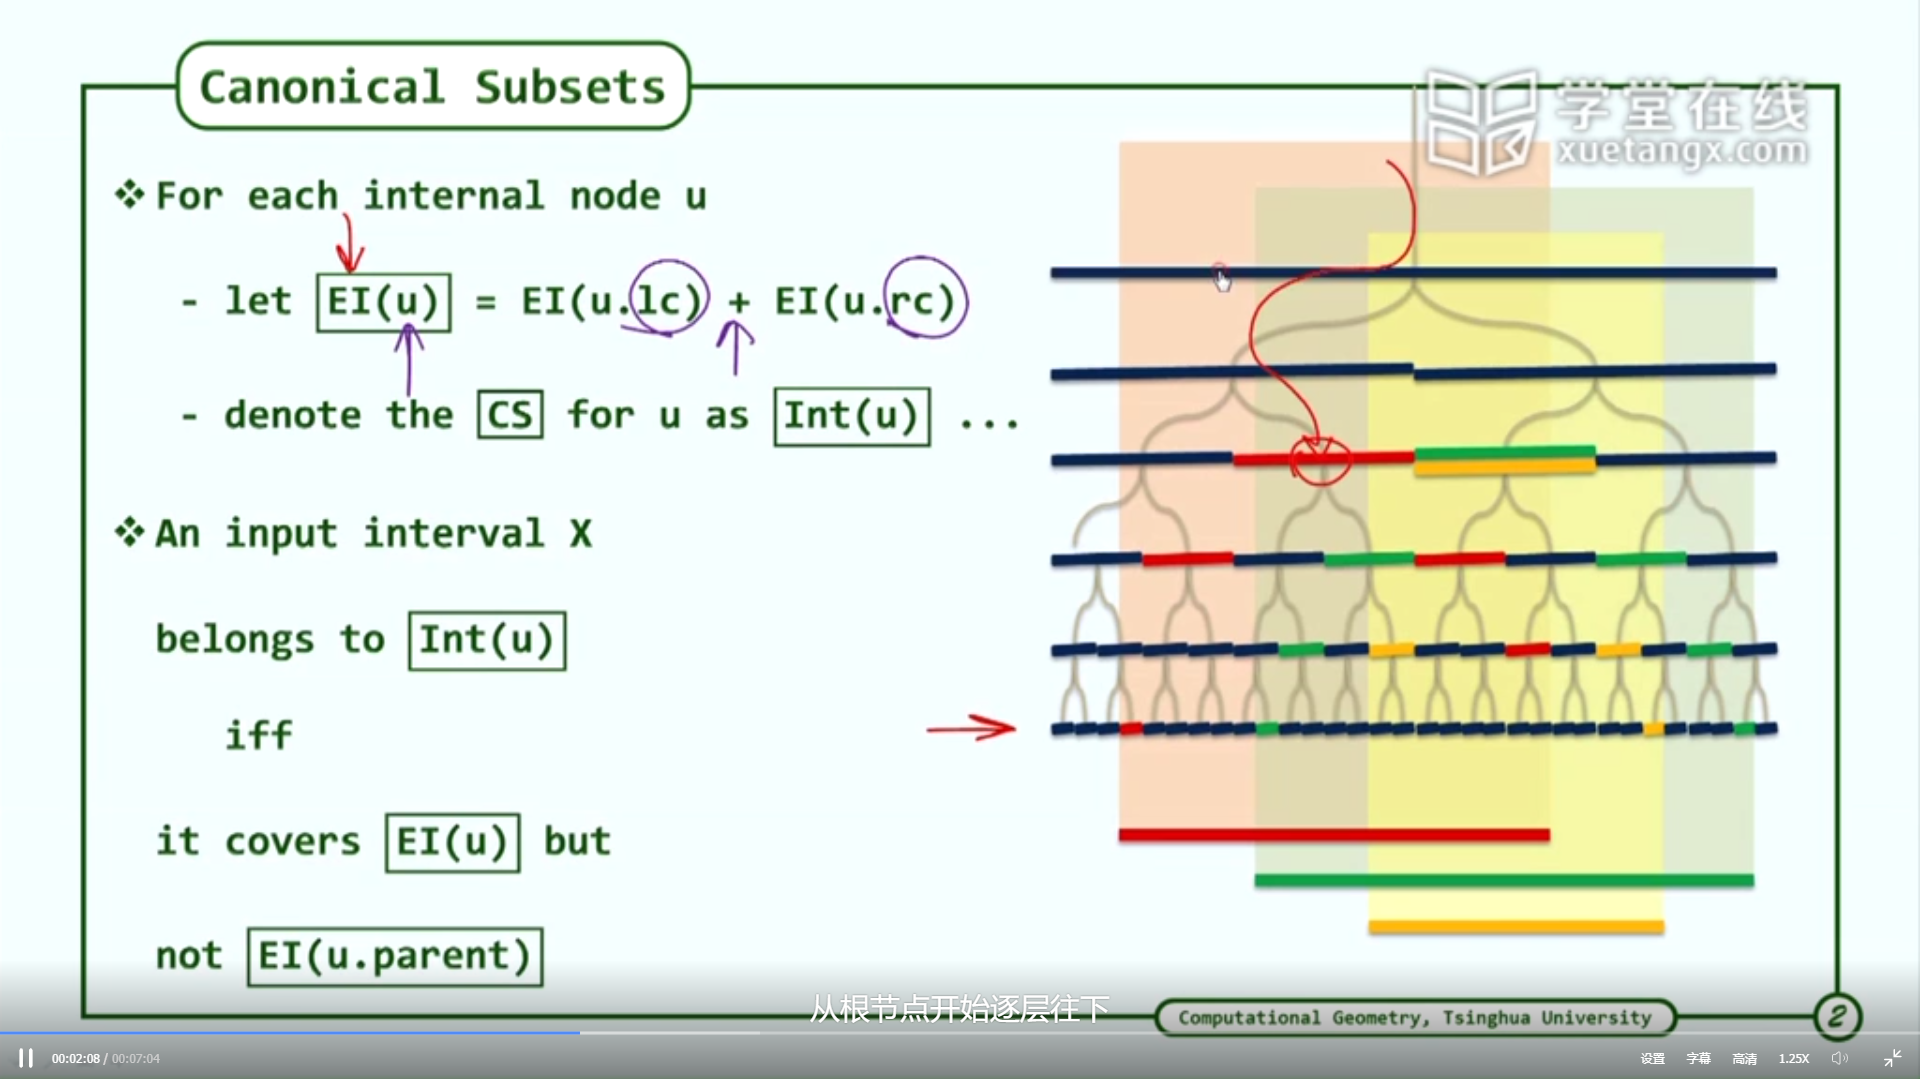 Canonical Subsets
学堂在线
xuetangx.com
❖ For each internal node u
- let EI(u) = EI(u.lc) + EI(u.rc)
- denote the CS for u as Int(u) ...
❖ An input interval X
belongs to Int(u)
iff
it covers EI(u) but
not EI(u.parent)
从根节点开始逐层往下
Computational Geometry, Tsinghua University
2
00:02:08 / 00:07:04
设置 字幕 高清 1.25X